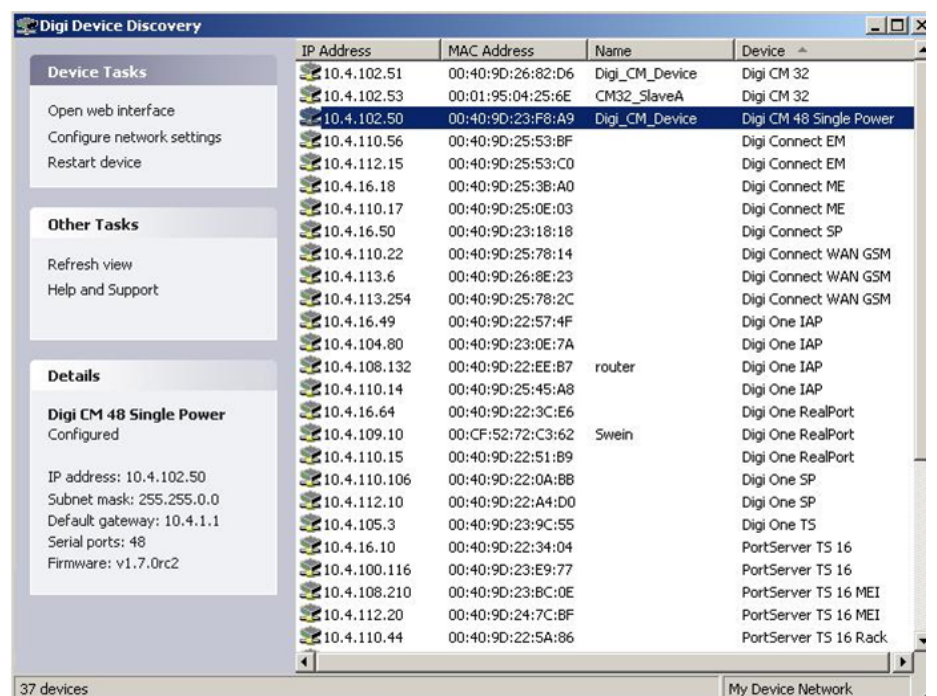 Digi Device Discovery
Device Tasks
Open web interface
Configure network settings
Restart device
Other Tasks
Refresh view
Help and Support
Details
Digi CM 48 Single Power
Configured
IP address: 10.4.102.50
Subnet mask: 255.255.0.0
Default gateway: 10.4.1.1
Serial ports: 48
Firmware: v1.7.0rc2
IP Address MAC Address Name Device
10.4.102.51 00:40:9D:26:82:D6 Digi_CM_Device Digi CM 32
10.4.102.53 00:01:95:04:25:6E CM32_SlaveA Digi CM 32
10.4.102.50 00:40:9D:23:F8:A9 Digi_CM_Device Digi CM 48 Single Power
10.4.110.56 00:40:9D:25:53:BF Digi Connect EM
10.4.112.15 00:40:9D:25:53:C0 Digi Connect EM
10.4.16.18 00:40:9D:25:3B:A0 Digi Connect ME
10.4.110.17 00:40:9D:25:0E:03 Digi Connect ME
10.4.16.50 00:40:9D:23:18:18 Digi Connect SP
10.4.110.22 00:40:9D:25:78:14 Digi Connect WAN GSM
10.4.113.6 00:40:9D:26:8E:23 Digi Connect WAN GSM
10.4.113.254 00:40:9D:25:78:2C Digi Connect WAN GSM
10.4.16.49 00:40:9D:22:57:4F Digi One IAP
10.4.104.80 00:40:9D:23:0E:7A Digi One IAP
10.4.108.132 00:40:9D:22:EE:B7 router Digi One IAP
10.4.110.14 00:40:9D:25:45:A8 Digi One IAP
10.4.16.64 00:40:9D:22:3C:E6 Digi One RealPort
10.4.109.10 00:CF:52:72:C3:62 Swein Digi One RealPort
10.4.110.15 00:40:9D:22:51:B9 Digi One RealPort
10.4.110.106 00:40:9D:22:0A:BB Digi One SP
10.4.112.10 00:40:9D:22:A4:D0 Digi One SP
10.4.105.3 00:40:9D:23:9C:55 Digi One TS
10.4.16.10 00:40:9D:22:34:04 PortServer TS 16
10.4.100.116 00:40:9D:23:E9:77 PortServer TS 16
10.4.108.210 00:40:9D:23:BC:0E PortServer TS 16 MEI
10.4.112.20 00:40:9D:24:7C:BF PortServer TS 16 MEI
10.4.110.44 00:40:9D:22:5A:86 PortServer TS 16 Rack
37 devices My Device Network